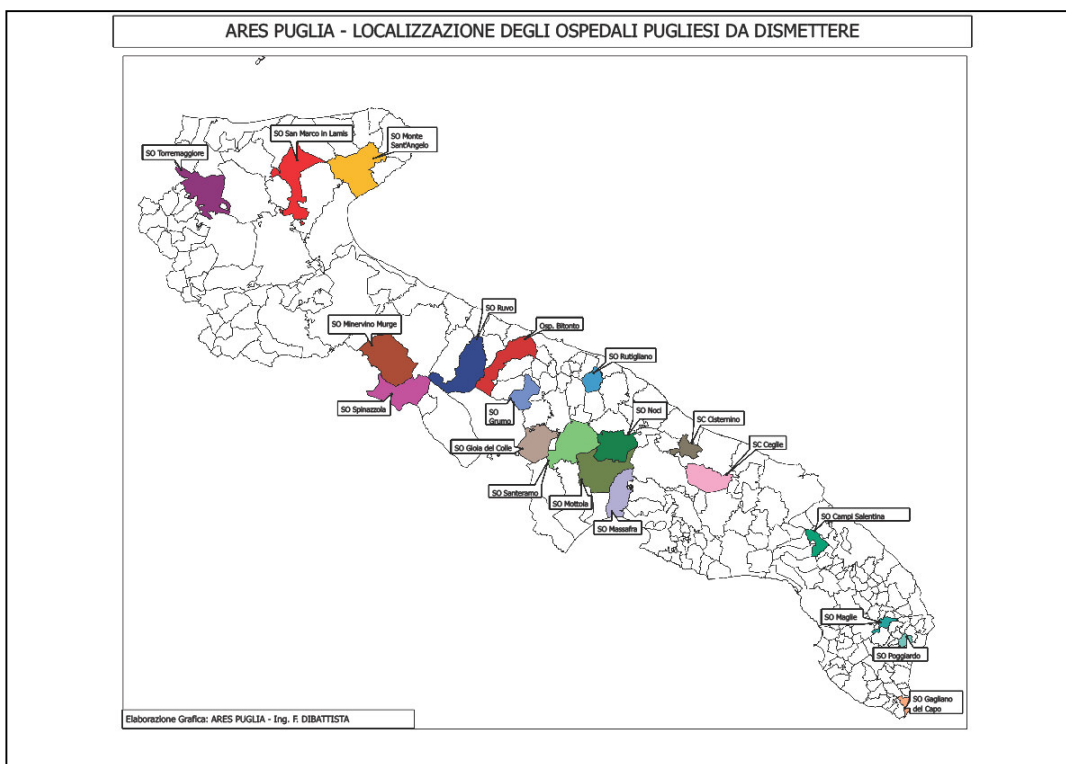 ARES PUGLIA - LOCALIZZAZIONE DEGLI OSPEDALI PUGLIESI DA DISMETTERE
SO San Marco in Lamis
SO Monte
Sant'Angelo
SO Torremaggiore
SO Ruvo
SO Minervino Murge
Osp. Bitonto
SO Rutigliano
SO Spinazzola
SO
Grumo
SO Noci
SC Cisternino
SO Gioia del Colle
SC Ceglie
SO Santeramo
SO Mottola
SO Massafra
SO Campi Salentina
SO Maglie
SO Poggiardo
SO Gagliano
del Capo
Elaborazione Grafica: ARES PUGLIA - Ing. F. DIBATTISTA